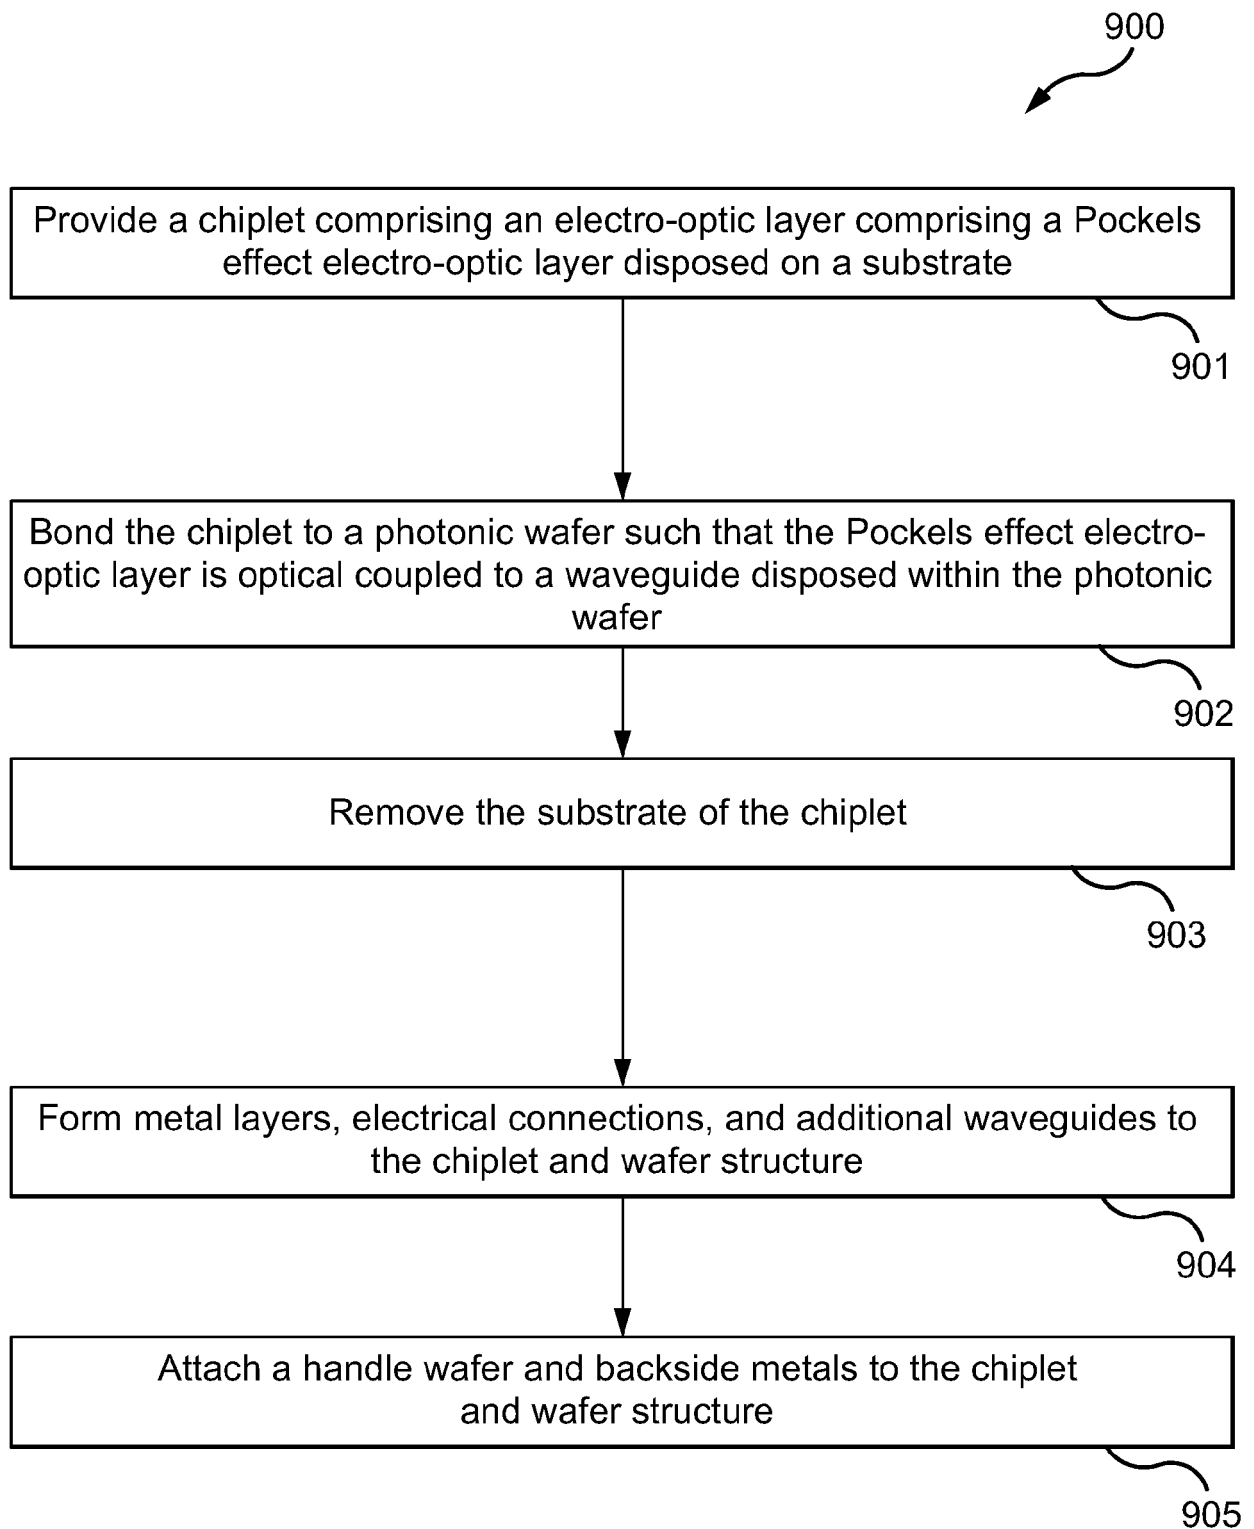 900
Provide a chiplet comprising an electro-optic layer comprising a Pockels
effect electro-optic layer disposed on a substrate
901
Bond the chiplet to a photonic wafer such that the Pockels effect electro-
optic layer is optical coupled to a waveguide disposed within the photonic
wafer
902
Remove the substrate of the chiplet
903
Form metal layers, electrical connections, and additional waveguides to
the chiplet and wafer structure
904
Attach a handle wafer and backside metals to the chiplet
and wafer structure
905